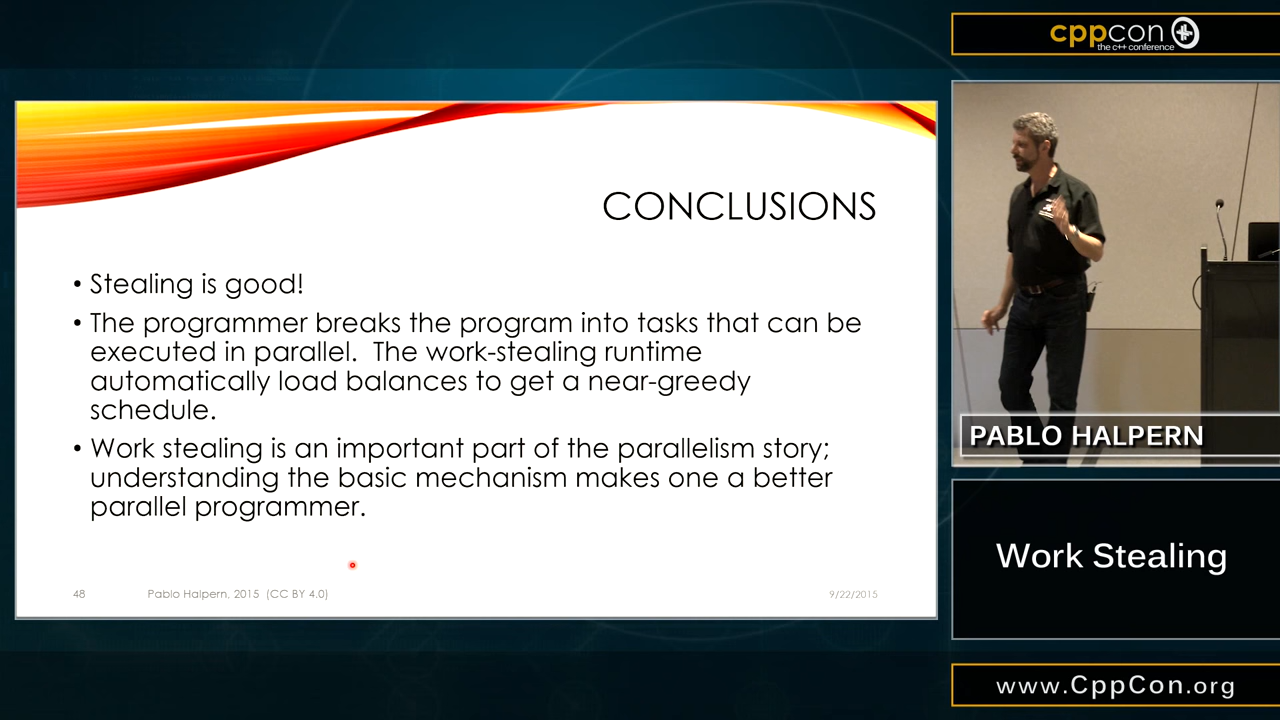 cppcon
the c++ conference
CONCLUSIONS
• Stealing is good!
• The programmer breaks the program into tasks that can be
executed in parallel.  The work-stealing runtime
automatically load balances to get a near-greedy
schedule.
• Work stealing is an important part of the parallelism story;
understanding the basic mechanism makes one a better
parallel programmer.
48
Pablo Halpern, 2015  (CC BY 4.0)
9/22/2015
PABLO HALPERN
Work Stealing
www.CppCon.org